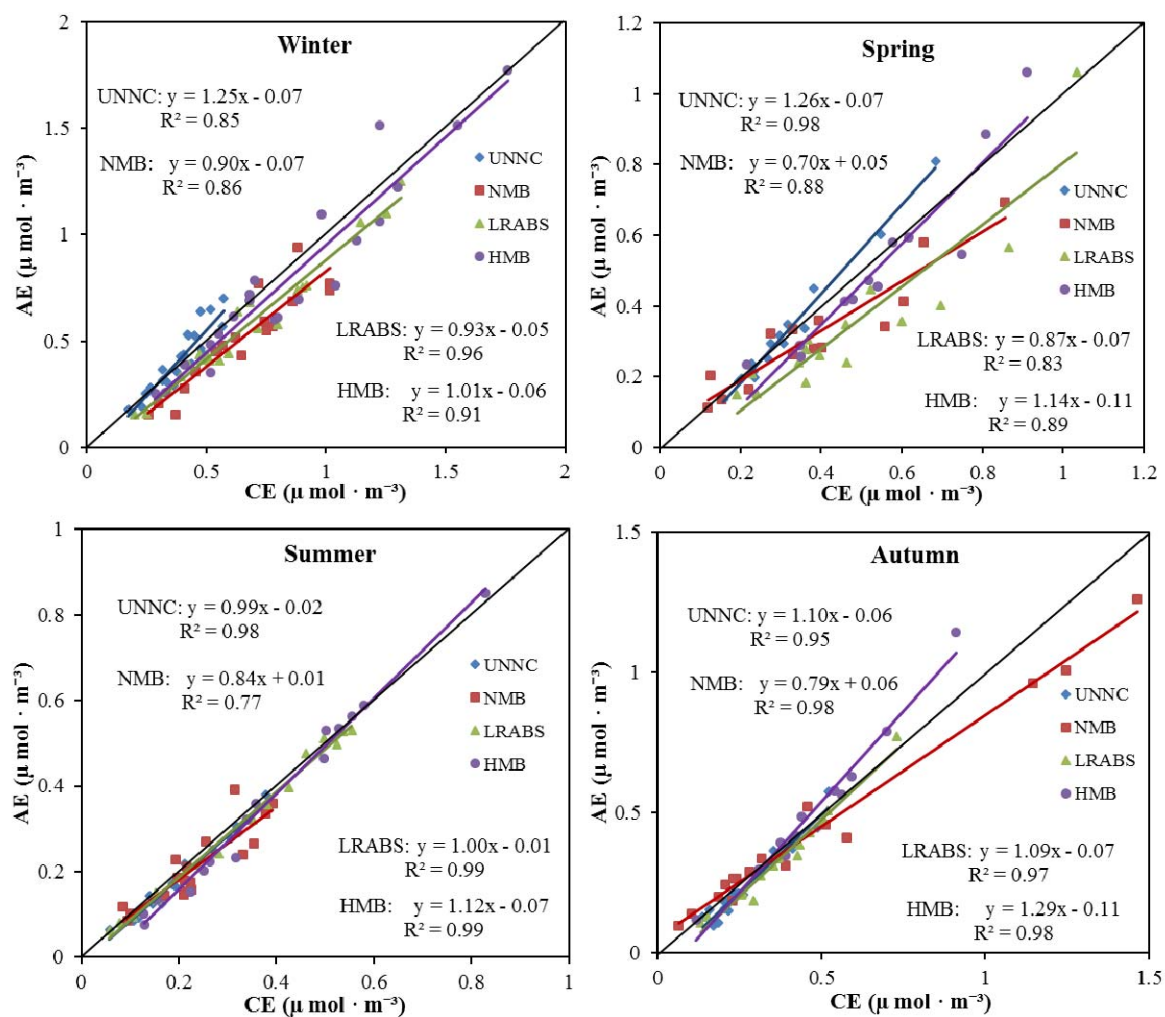 Winter
2
1.5
1
0.5
0
AE (µ mol · m⁻³)
UNNC: y = 1.25x - 0.07
R² = 0.85
NMB: y = 0.90x - 0.07
R² = 0.86
UNNC
NMB
LRABS
HMB
LRABS: y = 0.93x - 0.05
R² = 0.96
HMB: y = 1.01x - 0.06
R² = 0.91
0 0.5 1 1.5 2
CE (µ mol · m⁻³)
Spring
1.2
1
0.8
0.6
0.4
0.2
0
AE (µ mol · m⁻³)
UNNC: y = 1.26x - 0.07
R² = 0.98
NMB: y = 0.70x + 0.05
R² = 0.88
UNNC
NMB
LRABS
HMB
LRABS: y = 0.87x - 0.07
R² = 0.83
HMB: y = 1.14x - 0.11
R² = 0.89
0 0.2 0.4 0.6 0.8 1 1.2
CE (µ mol · m⁻³)
Summer
1
0.8
0.6
0.4
0.2
0
AE (µ mol · m⁻³)
UNNC: y = 0.99x - 0.02
R² = 0.98
NMB: y = 0.84x + 0.01
R² = 0.77
UNNC
NMB
LRABS
HMB
LRABS: y = 1.00x - 0.01
R² = 0.99
HMB: y = 1.12x - 0.07
R² = 0.99
0 0.2 0.4 0.6 0.8 1
CE (µ mol · m⁻³)
Autumn
1.5
1
0.5
0
AE (µ mol · m⁻³)
UNNC: y = 1.10x - 0.06
R² = 0.95
NMB: y = 0.79x + 0.06
R² = 0.98
UNNC
NMB
LRABS
HMB
LRABS: y = 1.09x - 0.07
R² = 0.97
HMB: y = 1.29x - 0.11
R² = 0.98
0 0.5 1 1.5
CE (µ mol · m⁻³)